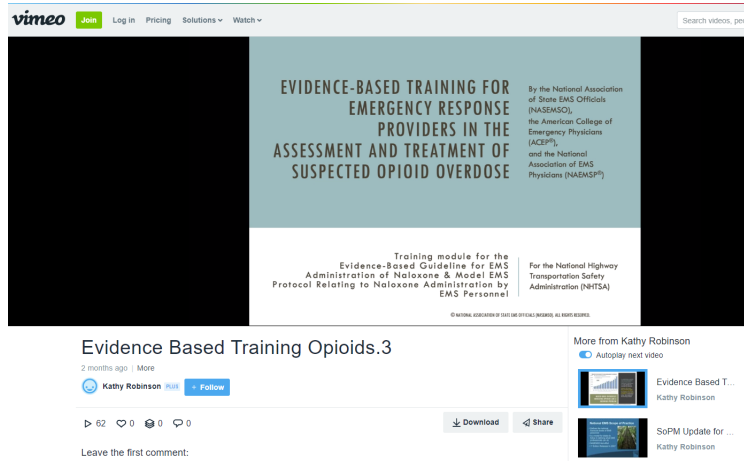 vimeo Join Log in Pricing Solutions Watch
Search videos, peo
EVIDENCE-BASED TRAINING FOR
EMERGENCY RESPONSE
PROVIDERS IN THE
ASSESSMENT AND TREATMENT OF
SUSPECTED OPIOID OVERDOSE
By the National Association
of State EMS Officials
(NASEMSO),
the American College of
Emergency Physicians
(ACEP®),
and the National
Association of EMS
Physicians (NAEMSP®)
Training module for the
Evidence-Based Guideline for EMS
Administration of Naloxone & Model EMS
Protocol Relating to Naloxone Administration by
EMS Personnel
For the National Highway
Transportation Safety
Administration (NHTSA)
© NATIONAL ASSOCIATION OF STATE EMS OFFICIALS (NASEMSO), ALL RIGHTS RESERVED.
Evidence Based Training Opioids.3
2 months ago | More
Kathy Robinson PLUS + Follow
62 0 0 0
Download Share
Leave the first comment:
More from Kathy Robinson
Autoplay next video
Evidence Based T...
Kathy Robinson
SoPM Update for ...
Kathy Robinson